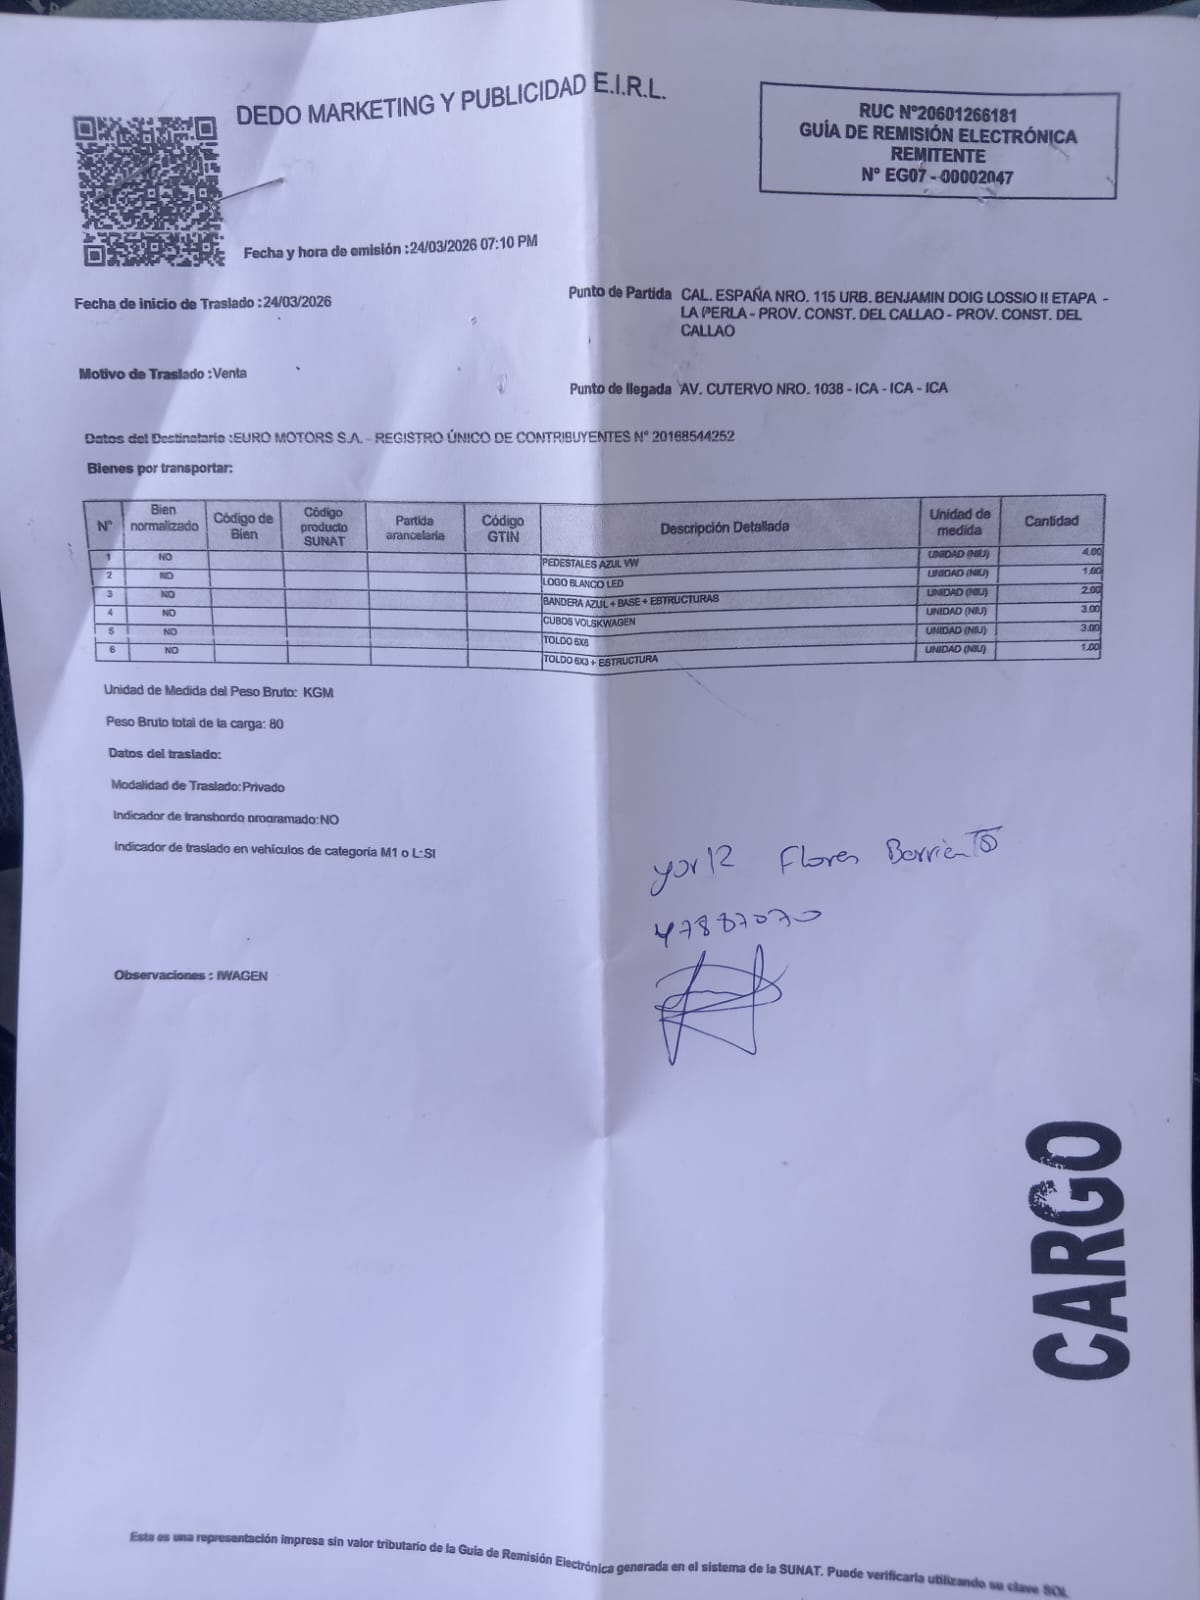 DEDO MARKETING Y PUBLICIDAD E.I.R.L.
RUC N°20601266181
GUÍA DE REMISIÓN ELECTRÓNICA
REMITENTE
N° EG07 - 00002047
Fecha y hora de emisión :24/03/2026 07:10 PM
Fecha de inicio de Traslado :24/03/2026
Punto de Partida CAL. ESPAÑA NRO. 115 URB. BENJAMIN DOIG LOSSIO II ETAPA -
LA PERLA - PROV. CONST. DEL CALLAO - PROV. CONST. DEL
CALLAO
Motivo de Traslado :Venta
Punto de llegada AV. CUTERVO NRO. 1038 - ICA - ICA - ICA
Datos del Destinatario :EURO MOTORS S.A. - REGISTRO ÚNICO DE CONTRIBUYENTES N° 20168544252
Bienes por transportar:
N° Bien normalizado Código de Bien Código producto SUNAT Partida arancelaria Código GTIN Descripción Detallada Unidad de medida Cantidad
1 NO PEDESTALES AZUL VW UNIDAD (NIU) 4.00
2 NO LOGO BLANCO LED UNIDAD (NIU) 1.00
3 NO BANDERA AZUL + BASE + ESTRUCTURAS UNIDAD (NIU) 2.00
4 NO CUBOS VOLSKWAGEN UNIDAD (NIU) 3.00
5 NO TOLDO 6X6 UNIDAD (NIU) 3.00
6 NO TOLDO 6X3 + ESTRUCTURA UNIDAD (NIU) 1.00
Unidad de Medida del Peso Bruto: KGM
Peso Bruto total de la carga: 80
Datos del traslado:
Modalidad de Traslado:Privado
Indicador de transbordo programado:NO
Indicador de traslado en vehículos de categoría M1 o L:SI
Flores Barriento
47887070
Observaciones : IWAGEN
CARGO
Esta es una representación impresa sin valor tributario de la Guía de Remisión Electrónica generada en el sistema de la SUNAT. Puede verificarla utilizando su clave SOL